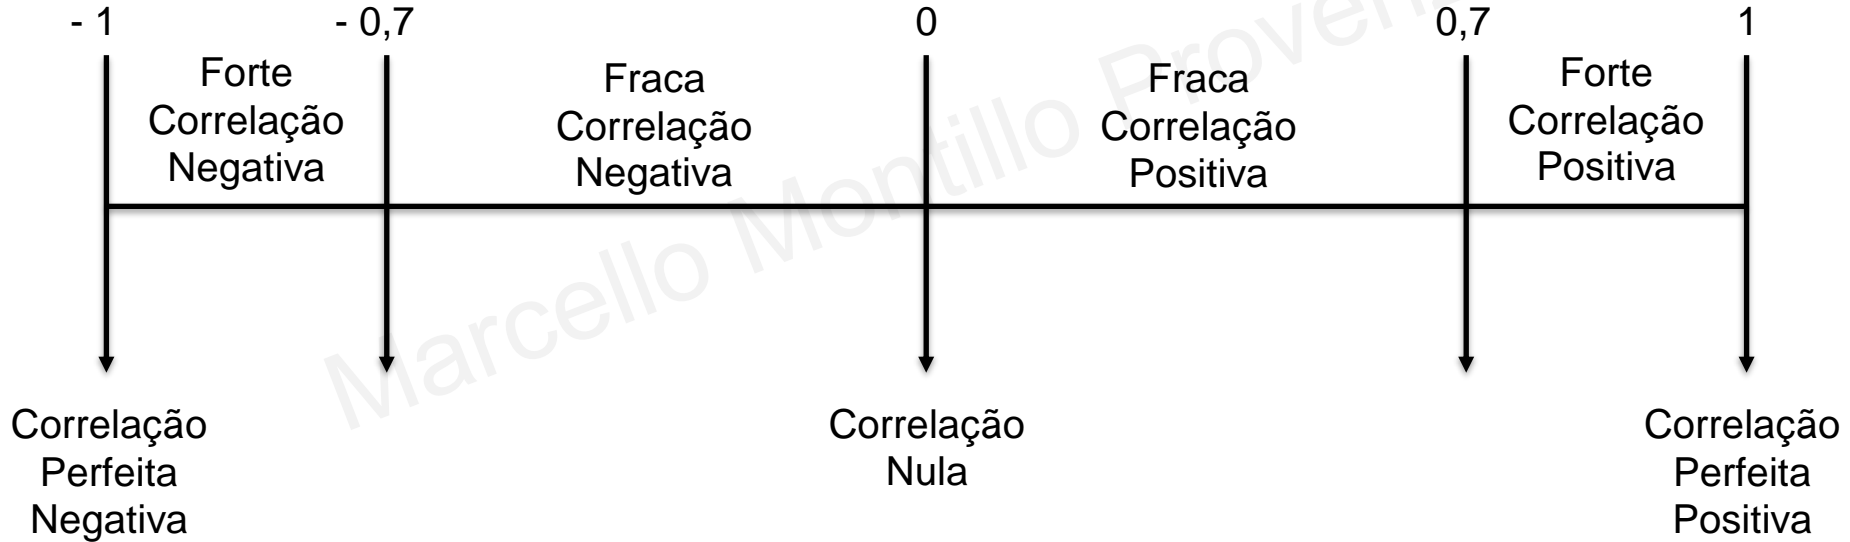 - 1
- 0,7
0
0,7
1
Forte
Correlação
Negativa
Fraca
Correlação
Negativa
Fraca
Correlação
Positiva
Forte
Correlação
Positiva
Correlação
Perfeita
Negativa
Correlação
Nula
Correlação
Perfeita
Positiva
Marcello Montillo